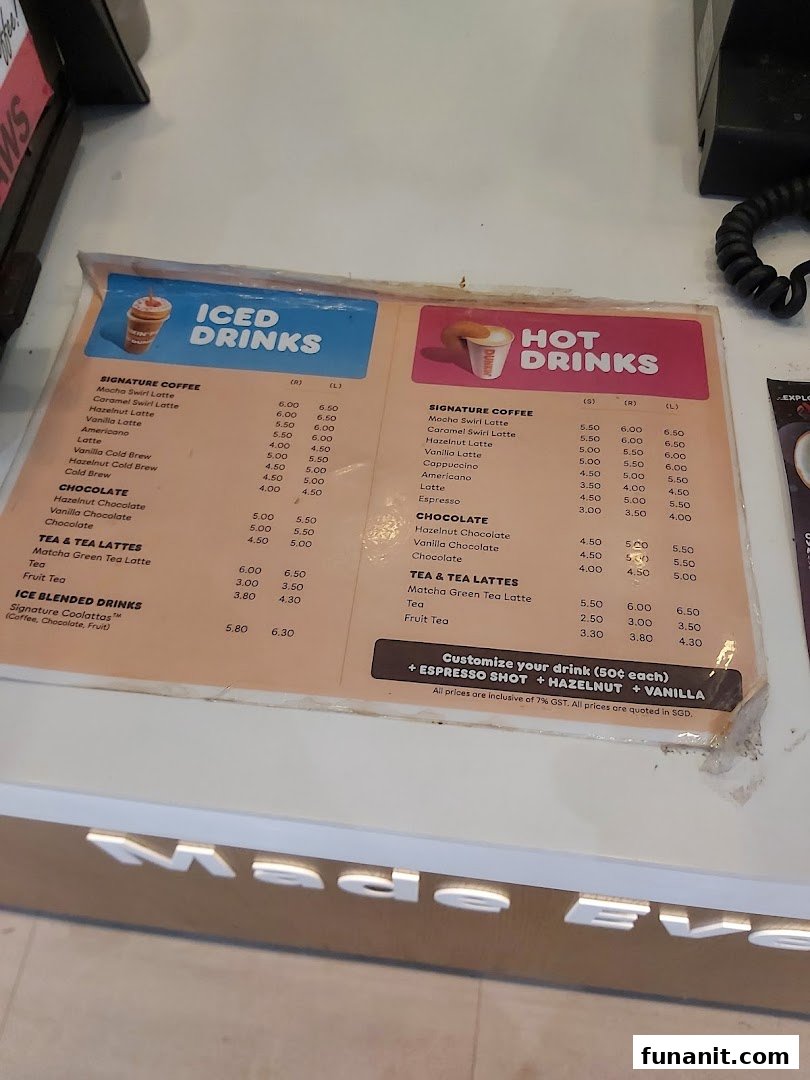 offee!
AWS
ICED
DRINKS
(R) (L)
SIGNATURE COFFEE
Mocha Swirl Latte 6.00 6.50
Caramel Swirl Latte 6.00 6.50
Hazelnut Latte 5.50 6.00
Vanilla Latte 5.50 6.00
Americano 4.00 4.50
Latte 5.00 5.50
Vanilla Cold Brew 4.50 5.00
Hazelnut Cold Brew 4.50 5.00
Cold Brew 4.00 4.50
CHOCOLATE
Hazelnut Chocolate 5.00 5.50
Vanilla Chocolate 5.00 5.50
Chocolate 4.50 5.00
TEA & TEA LATTES
Matcha Green Tea Latte 6.00 6.50
Tea 3.00 3.50
Fruit Tea 3.80 4.30
ICE BLENDED DRINKS
Signature Coolattas™ 5.80 6.30
(Coffee, Chocolate, Fruit)
DUNKIN'
HOT
DRINKS
(S) (R) (L)
SIGNATURE COFFEE
Mocha Swirl Latte 5.50 6.00 6.50
Caramel Swirl Latte 5.50 6.00 6.50
Hazelnut Latte 5.00 5.50 6.00
Vanilla Latte 5.00 5.50 6.00
Cappuccino 4.50 5.00 5.50
Americano 3.50 4.00 4.50
Latte 4.50 5.00 5.50
Espresso 3.00 3.50 4.00
CHOCOLATE
Hazelnut Chocolate 4.50 5.00 5.50
Vanilla Chocolate 4.50 5.00 5.50
Chocolate 4.00 4.50 5.00
TEA & TEA LATTES
Matcha Green Tea Latte 5.50 6.00 6.50
Tea 2.50 3.00 3.50
Fruit Tea 3.30 3.80 4.30
Customize your drink (50¢ each)
+ ESPRESSO SHOT + HAZELNUT + VANILLA
All prices are inclusive of 7% GST. All prices are quoted in SGD.
EXPLO
Made Eve
funanit.com